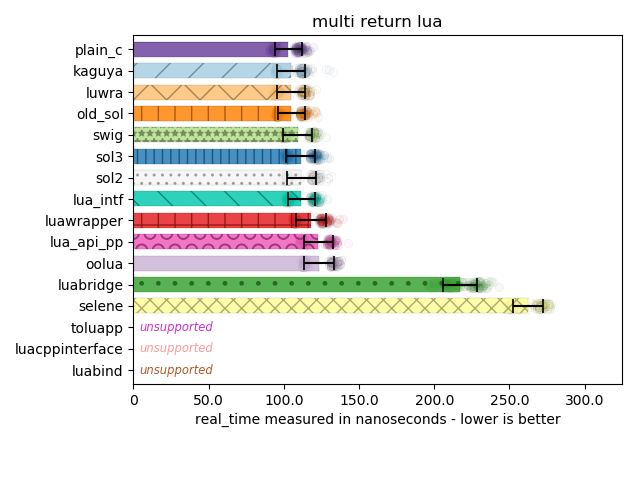 multi return lua
plain_c
kaguya
luwra
old_sol
swig
sol3
sol2
lua_intf
luawrapper
lua_api_pp
oolua
luabridge
selene
toluapp unsupported
luacppinterface unsupported
luabind unsupported
0 50.0 100.0 150.0 200.0 250.0 300.0
real_time measured in nanoseconds - lower is better